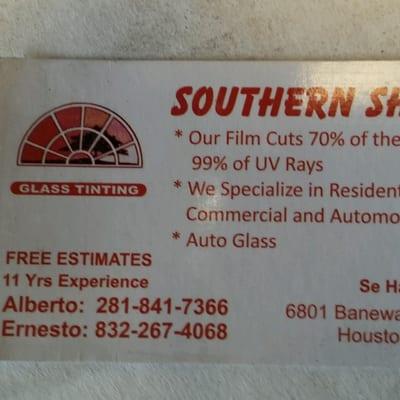 SOUTHERN SH
* Our Film Cuts 70% of the
99% of UV Rays
* We Specialize in Resident
Commercial and Automo
* Auto Glass
GLASS TINTING
FREE ESTIMATES
11 Yrs Experience
Alberto: 281-841-7366
Ernesto: 832-267-4068
Se Ha
6801 Banewa
Housto